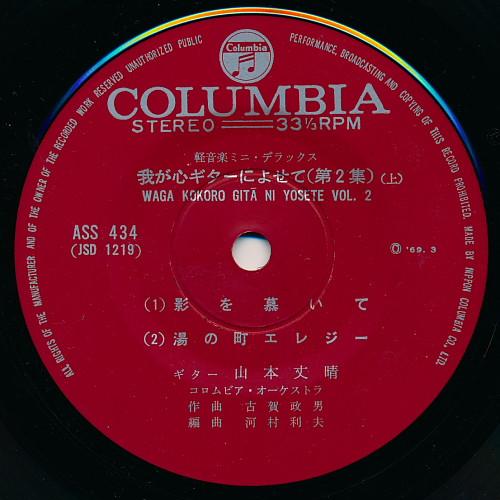 ALL RIGHTS OF THE MANUFACTURER AND OF THE OWNER OF THE RECORDED WORK RESERVED UNAUTHORIZED PUBLIC PERFORMANCE, BROADCASTING AND COPYING OF THIS RECORD PROHIBITED. MADE BY NIPPON COLUMBIA CO., LTD.
Columbia
COLUMBIA
STEREO 33⅓ RPM
軽音楽ミニ・デラックス
我が心ギターによせて(第2集)(上)
WAGA KOKORO GITĀ NI YOSETE VOL. 2
ASS 434
(JSD 1219)
Ⓟ '69. 3
(1) 影を慕いて
(2) 湯の町エレジー
ギター 山本丈晴
コロムビア・オーケストラ
作曲 古賀政男
編曲 河村利夫